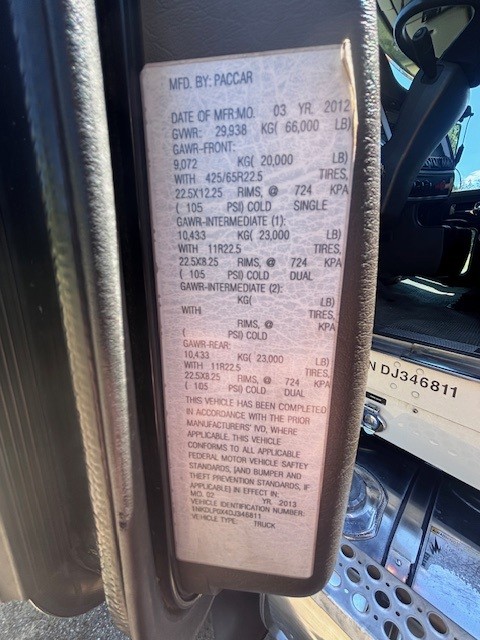 MFD. BY: PACCAR
DATE OF MFR:MO. 03 YR. 2012
GVWR: 29,938 KG( 66,000 LB)
GAWR-FRONT:
9,072 KG( 20,000 LB)
WITH 425/65R22.5 TIRES,
22.5X12.25 RIMS, @ 724 KPA
( 105 PSI) COLD SINGLE
GAWR-INTERMEDIATE (1):
10,433 KG( 23,000 LB)
WITH 11R22.5 TIRES,
22.5X8.25 RIMS, @ 724 KPA
( 105 PSI) COLD DUAL
GAWR-INTERMEDIATE (2):
KG( LB)
WITH TIRES,
RIMS, @ KPA
( PSI) COLD
GAWR-REAR:
10,433 KG( 23,000 LB)
WITH 11R22.5 TIRES,
22.5X8.25 RIMS, @ 724 KPA
( 105 PSI) COLD DUAL
THIS VEHICLE HAS BEEN COMPLETED
IN ACCORDANCE WITH THE PRIOR
MANUFACTURERS' IVD, WHERE
APPLICABLE. THIS VEHICLE
CONFORMS TO ALL APPLICABLE
FEDERAL MOTOR VEHICLE SAFTEY
STANDARDS, [AND BUMPER AND
THEFT PREVENTION STANDARDS, IF
APPLICABLE] IN EFFECT IN:
MO. 02 YR. 2013
VEHICLE IDENTIFICATION NUMBER:
VEHICLE TYPE: TRUCK
N DJ346811